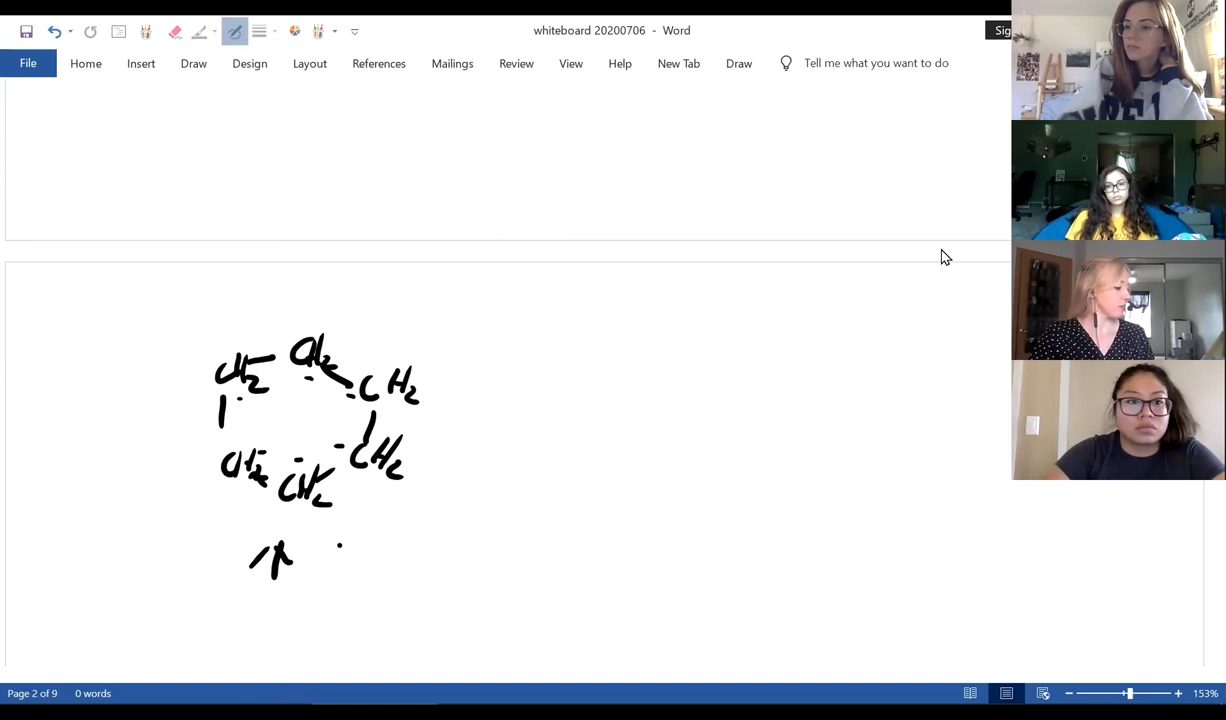 whiteboard 20200706 - Word
Sig
File Home Insert Draw Design Layout References Mailings Review View Help New Tab Draw Tell me what you want to do
CH2 CH2 CH2
CH2 CH2 CH2
Page 2 of 9 0 words 153%